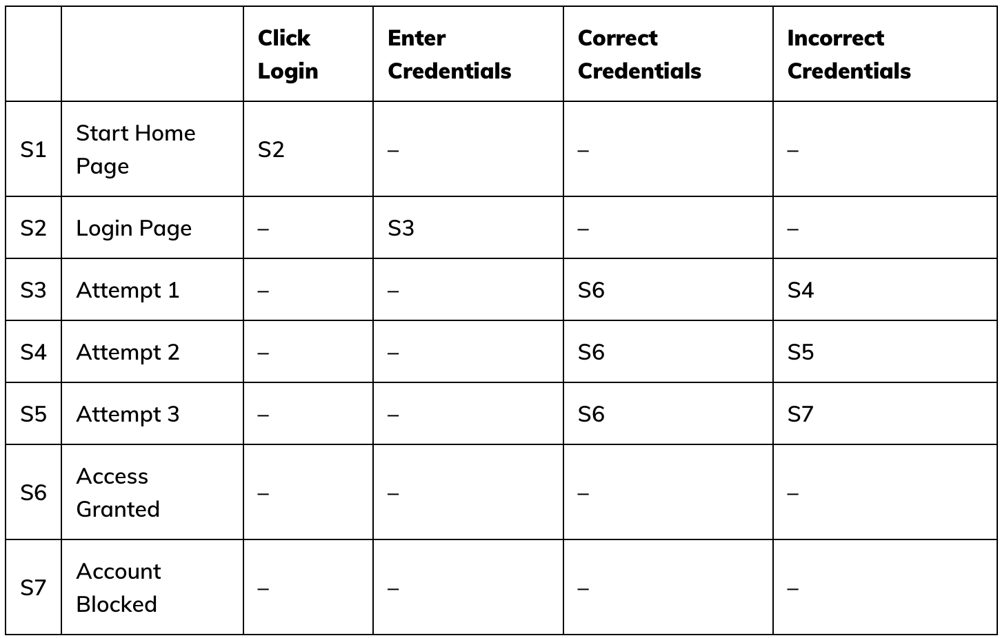 Click Login | Enter Credentials | Correct Credentials | Incorrect Credentials
S1 | Start Home Page | S2 | – | – | –
S2 | Login Page | – | S3 | – | –
S3 | Attempt 1 | – | – | S6 | S4
S4 | Attempt 2 | – | – | S6 | S5
S5 | Attempt 3 | – | – | S6 | S7
S6 | Access Granted | – | – | – | –
S7 | Account Blocked | – | – | – | –